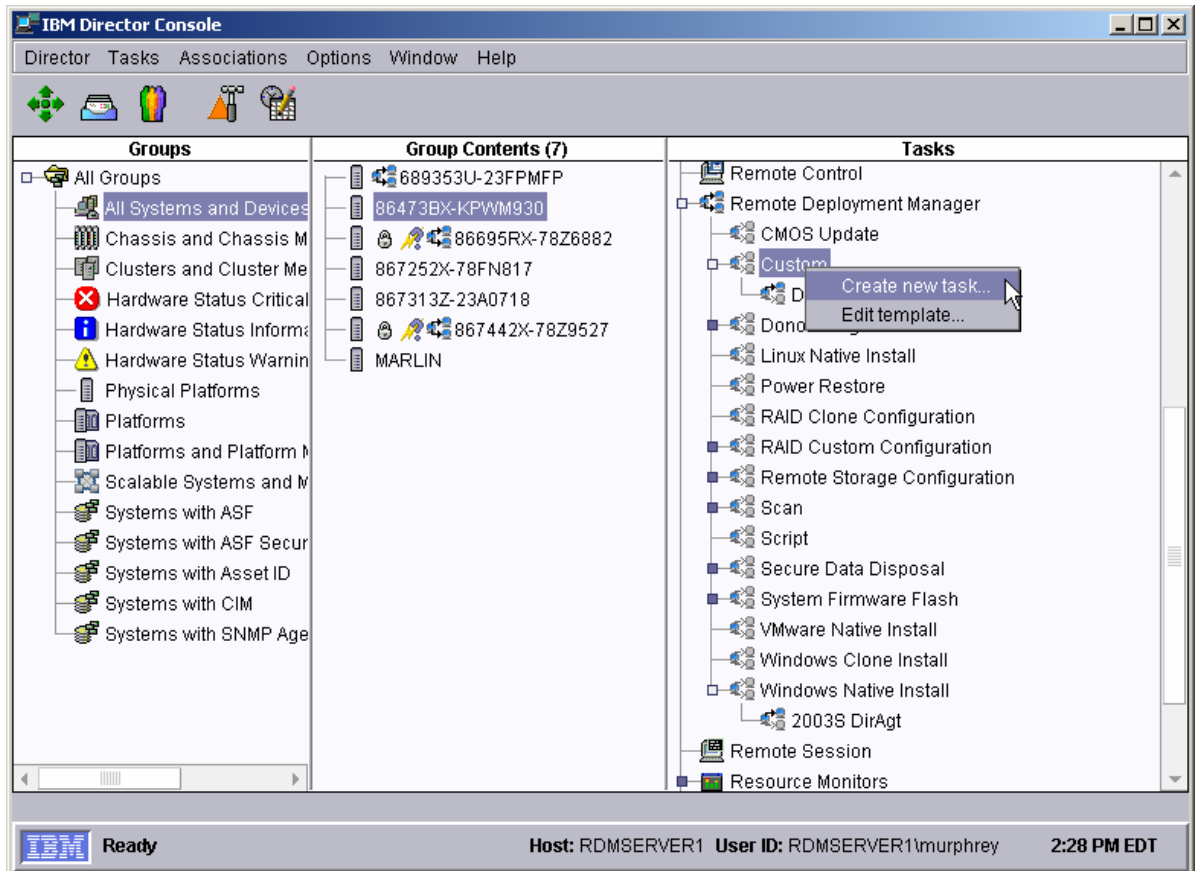 IBM Director Console
Director Tasks Associations Options Window Help
Groups
All Groups
All Systems and Devices
Chassis and Chassis M
Clusters and Cluster Me
Hardware Status Critical
Hardware Status Informa
Hardware Status Warnin
Physical Platforms
Platforms
Platforms and Platform M
Scalable Systems and M
Systems with ASF
Systems with ASF Secur
Systems with Asset ID
Systems with CIM
Systems with SNMP Age
Group Contents (7)
689353U-23FPMFP
86473BX-KPWM930
86695RX-78Z6882
867252X-78FN817
867313Z-23A0718
867442X-78Z9527
MARLIN
Tasks
Remote Control
Remote Deployment Manager
CMOS Update
Custom
D
Create new task...
Edit template...
Dono
Linux Native Install
Power Restore
RAID Clone Configuration
RAID Custom Configuration
Remote Storage Configuration
Scan
Script
Secure Data Disposal
System Firmware Flash
VMware Native Install
Windows Clone Install
Windows Native Install
2003S DirAgt
Remote Session
Resource Monitors
IBM Ready
Host: RDMSERVER1 User ID: RDMSERVER1\murphrey 2:28 PM EDT